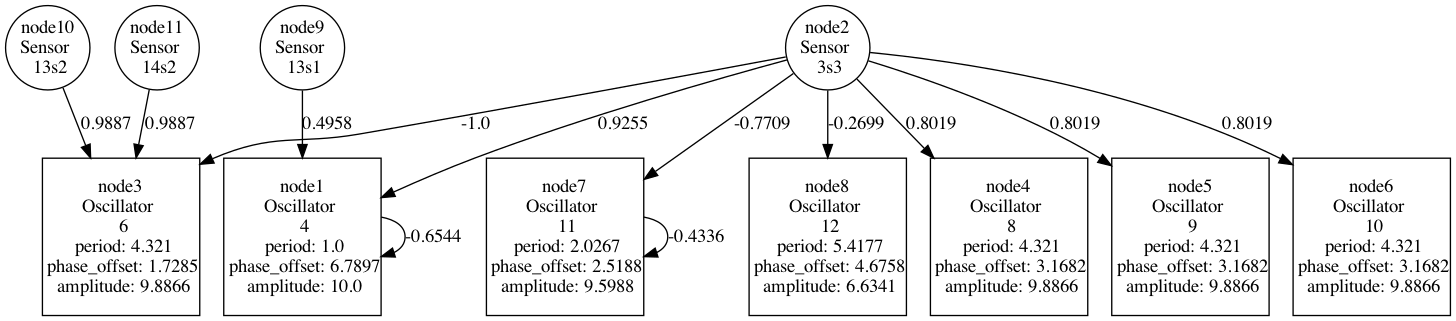 node10
Sensor
13s2
node11
Sensor
14s2
node9
Sensor
13s1
node2
Sensor
3s3
0.9887
0.9887
0.4958
-1.0
0.9255
-0.7709
-0.2699
0.8019
0.8019
0.8019
node3
Oscillator
6
period: 4.321
phase_offset: 1.7285
amplitude: 9.8866
node1
Oscillator
4
period: 1.0
phase_offset: 6.7897
amplitude: 10.0
-0.6544
node7
Oscillator
11
period: 2.0267
phase_offset: 2.5188
amplitude: 9.5988
-0.4336
node8
Oscillator
12
period: 5.4177
phase_offset: 4.6758
amplitude: 6.6341
node4
Oscillator
8
period: 4.321
phase_offset: 3.1682
amplitude: 9.8866
node5
Oscillator
9
period: 4.321
phase_offset: 3.1682
amplitude: 9.8866
node6
Oscillator
10
period: 4.321
phase_offset: 3.1682
amplitude: 9.8866